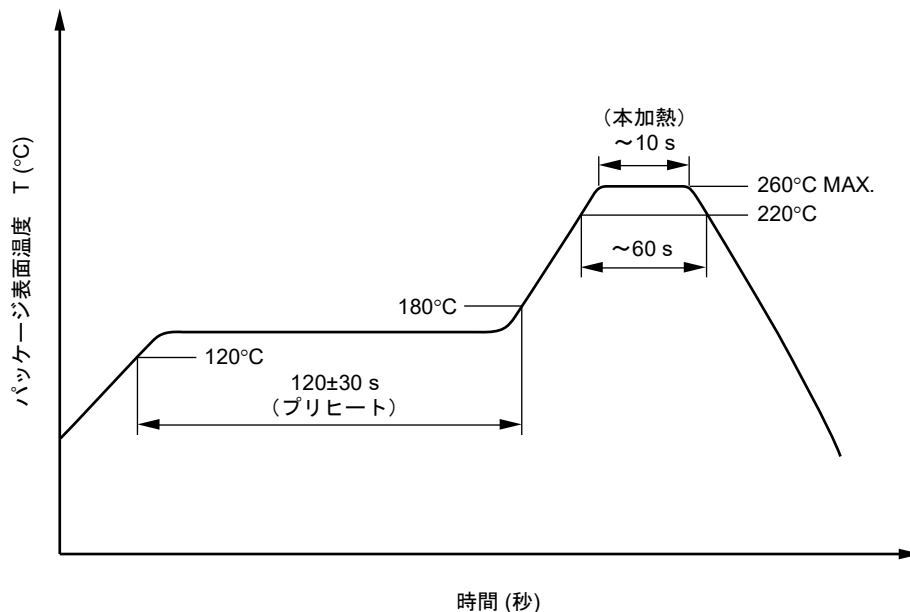 パッケージ表面温度 T (°C)
(本加熱)
～10 s
260°C MAX.
220°C
～60 s
180°C
120°C
120±30 s
(プリヒート)
時間 (秒)